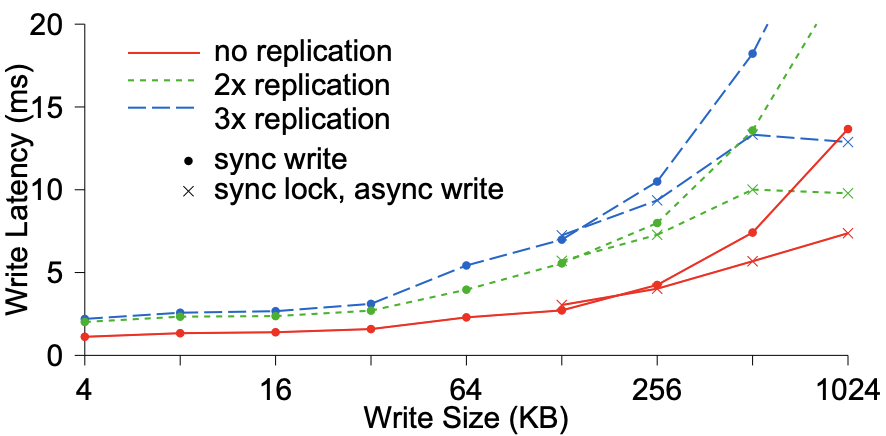 20
15
10
5
0
Write Latency (ms)
no replication
2x replication
3x replication
sync write
sync lock, async write
4
16
64
256
1024
Write Size (KB)